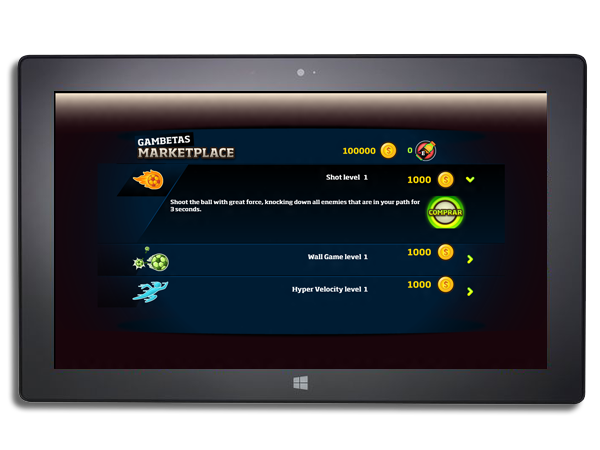 GAMBETAS
MARKETPLACE
100000
0
Shot level 1
1000
Shoot the ball with great force, knocking down all enemies that are in your path for
3 seconds.
COMPRAR
Wall Game level 1
1000
Hyper Velocity level 1
1000